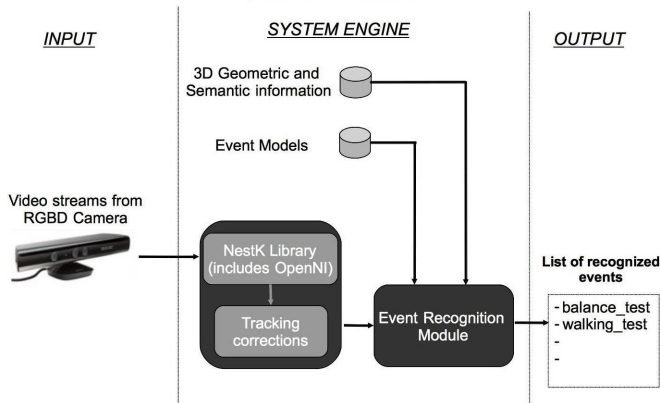 INPUT
SYSTEM ENGINE
OUTPUT
3D Geometric and
Semantic information
Event Models
Video streams from
RGBD Camera
NestK Library
(includes OpenNI)
Tracking
corrections
Event Recognition
Module
List of recognized
events
- balance_test
- walking_test
-
-